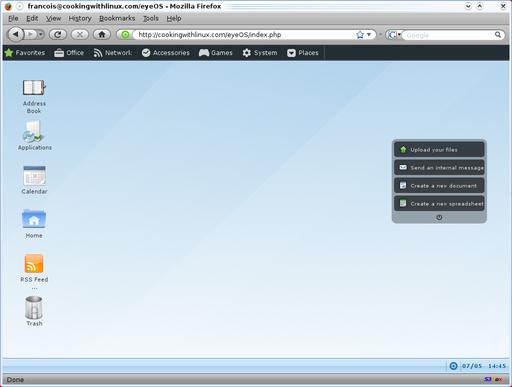 francois@cookingwithlinux.com/eyeOS - Mozilla Firefox
File Edit View History Bookmarks Tools Help
http://cookingwithlinux.com/eyeOS/index.php
Google
Favorites Office Network Accessories Games System Places
Address
Book
Applications
Calendar
Home
RSS Feed
...
Trash
Upload your files
Send an internal message
Create a new document
Create a new spreadsheet
07/05 14:45
Done